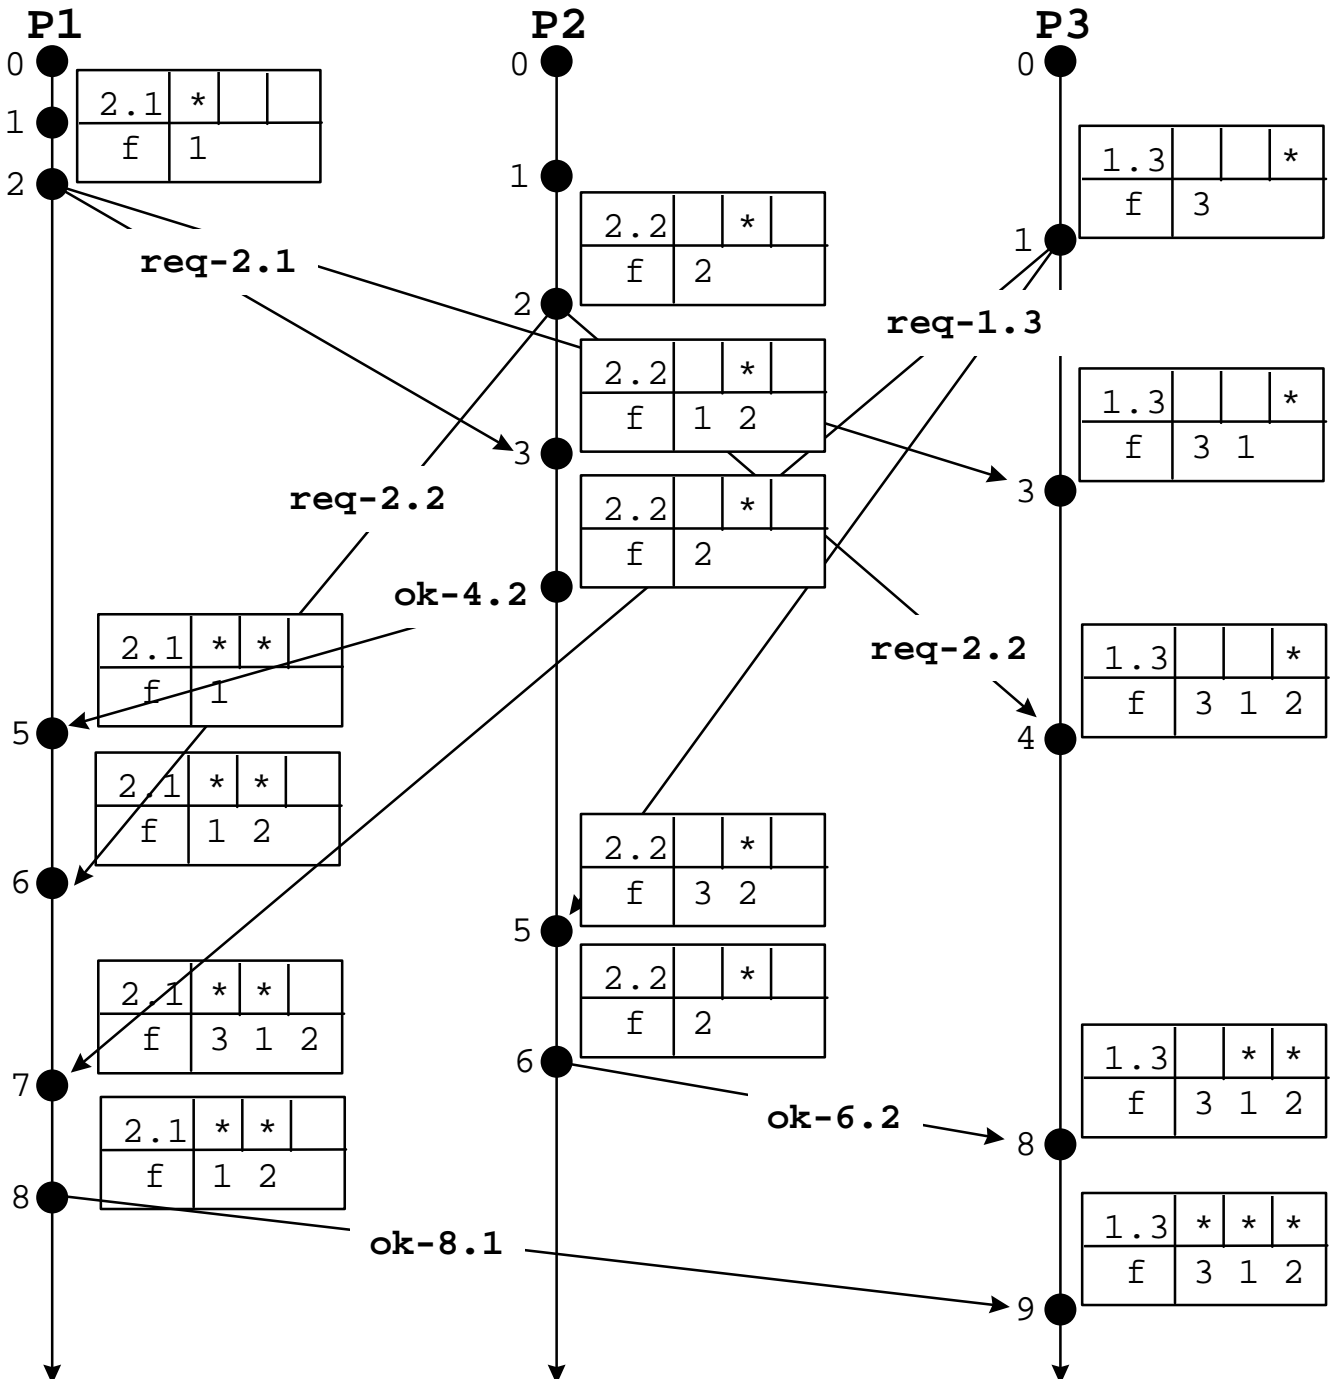 P1 P2 P3
0 0 0
2.1 *
1
f 1
1.3 *
2
1
f 3
2.2 *
1
req-2.1
f 2
2
req-1.3
2.2 *
1.3 *
f 1 2
f 3 1
3
3
req-2.2
2.2 *
f 2
ok-4.2
2.1 * *
req-2.2
1.3 *
f 1
f 3 1 2
5
4
2.1 * *
f 1 2
2.2 *
6
f 3 2
5
2.1 * *
2.2 *
f 3 1 2
f 2
1.3 * *
6
7
f 3 1 2
ok-6.2
2.1 * *
8
f 1 2
8
1.3 * * *
ok-8.1
f 3 1 2
9